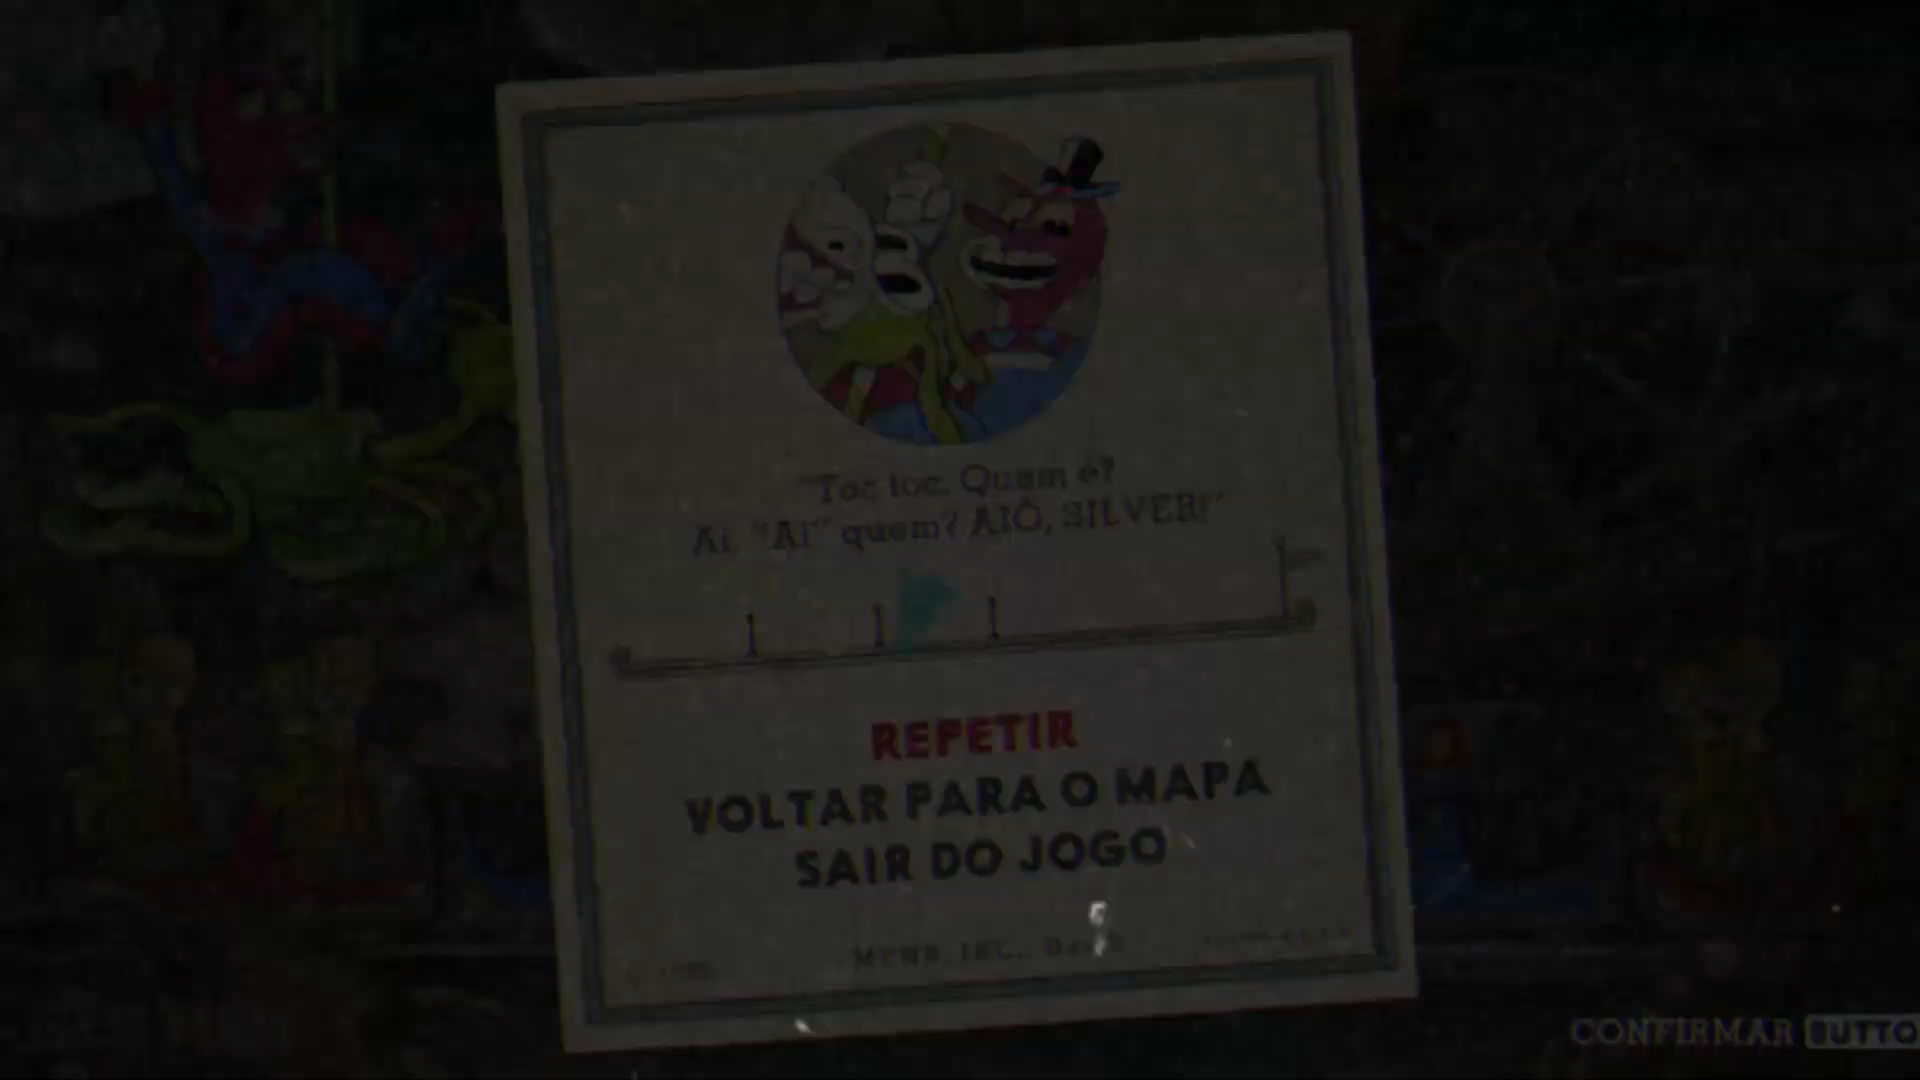 "Toc toc. Quem é?
Ai. "Ai" quem? AIÔ, SILVER!"
REPETIR
VOLTAR PARA O MAPA
SAIR DO JOGO
CONFIRMAR